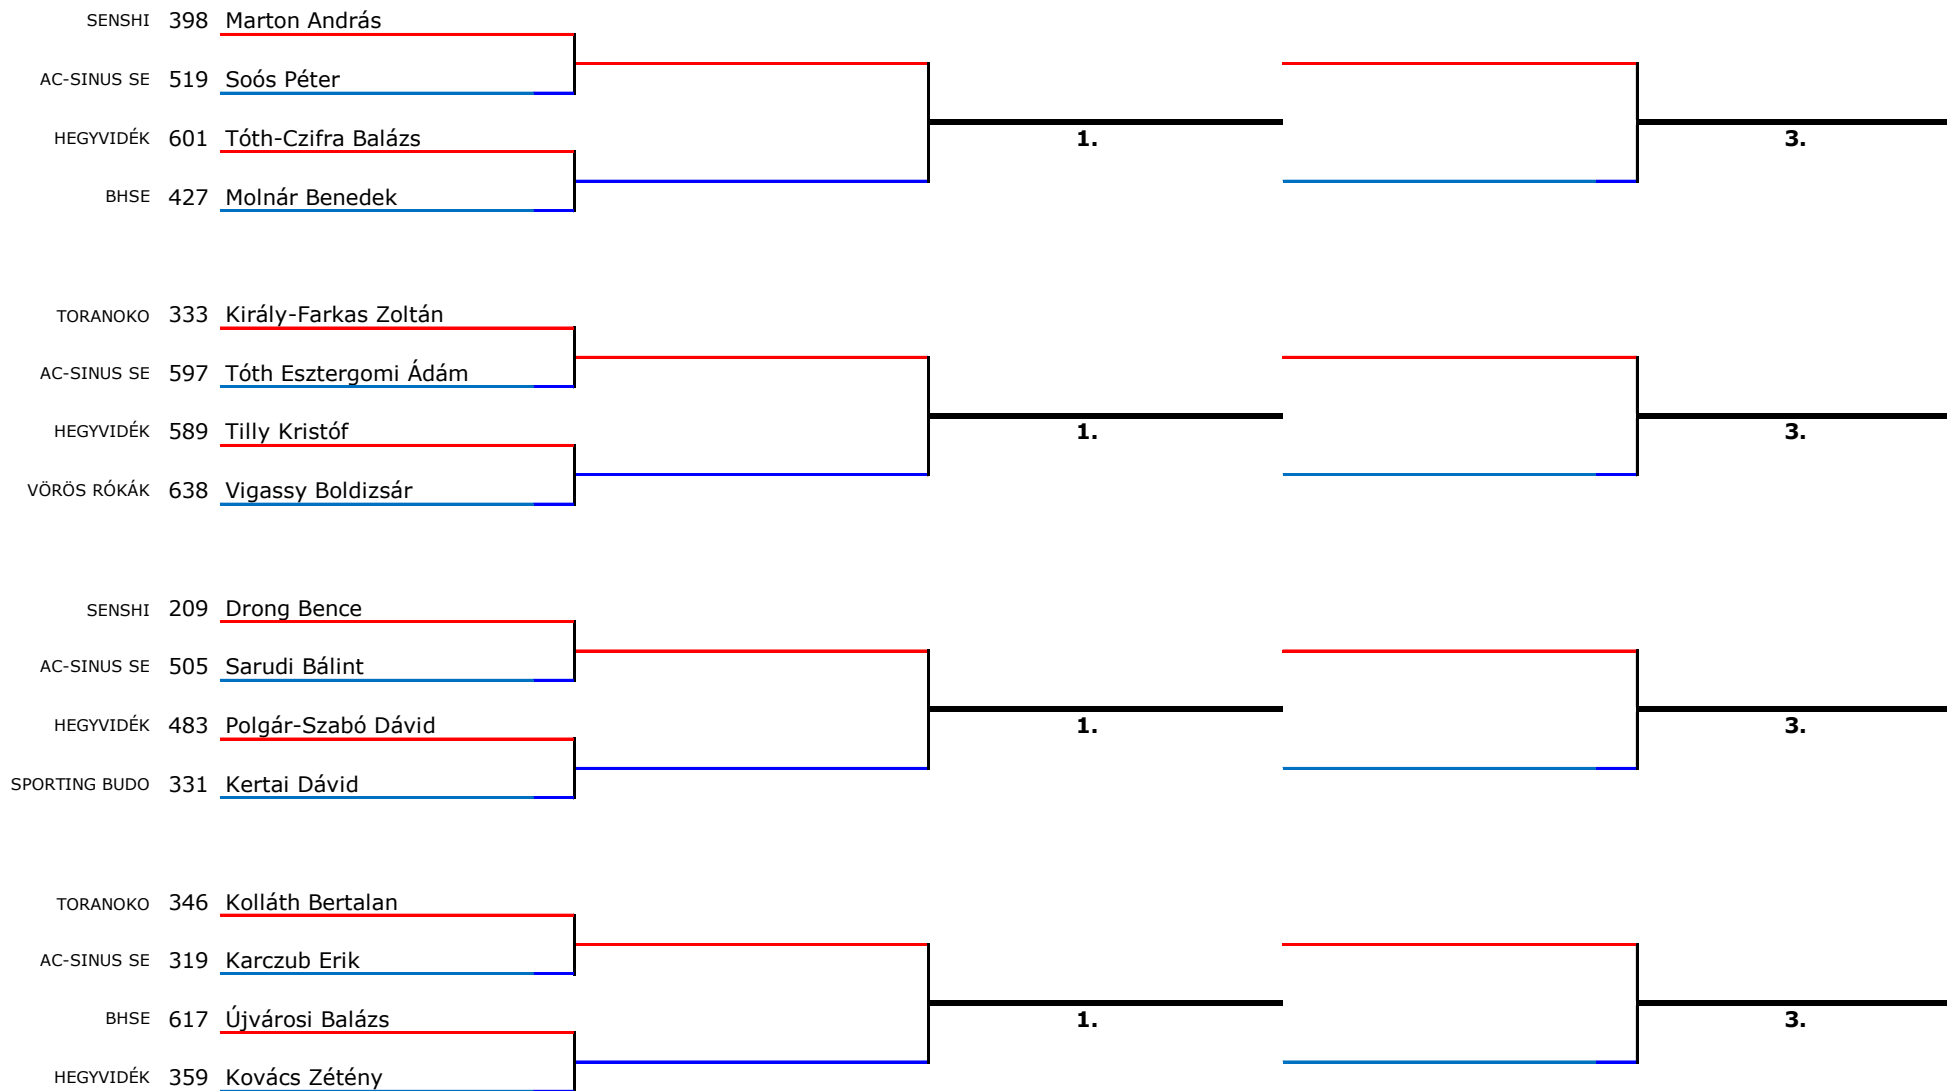 SENSHI 398 Marton András
AC-SINUS SE 519 Soós Péter
HEGYVIDÉK 601 Tóth-Czifra Balázs 1. 3.
BHSE 427 Molnár Benedek
TORANOKO 333 Király-Farkas Zoltán
AC-SINUS SE 597 Tóth Esztergomi Ádám
HEGYVIDÉK 589 Tilly Kristóf 1. 3.
VÖRÖS RÓKÁK 638 Vigassy Boldizsár
SENSHI 209 Drong Bence
AC-SINUS SE 505 Sarudi Bálint
HEGYVIDÉK 483 Polgár-Szabó Dávid 1. 3.
SPORTING BUDO 331 Kertai Dávid
TORANOKO 346 Kolláth Bertalan
AC-SINUS SE 319 Karczub Erik
BHSE 617 Újvárosi Balázs 1. 3.
HEGYVIDÉK 359 Kovács Zétény